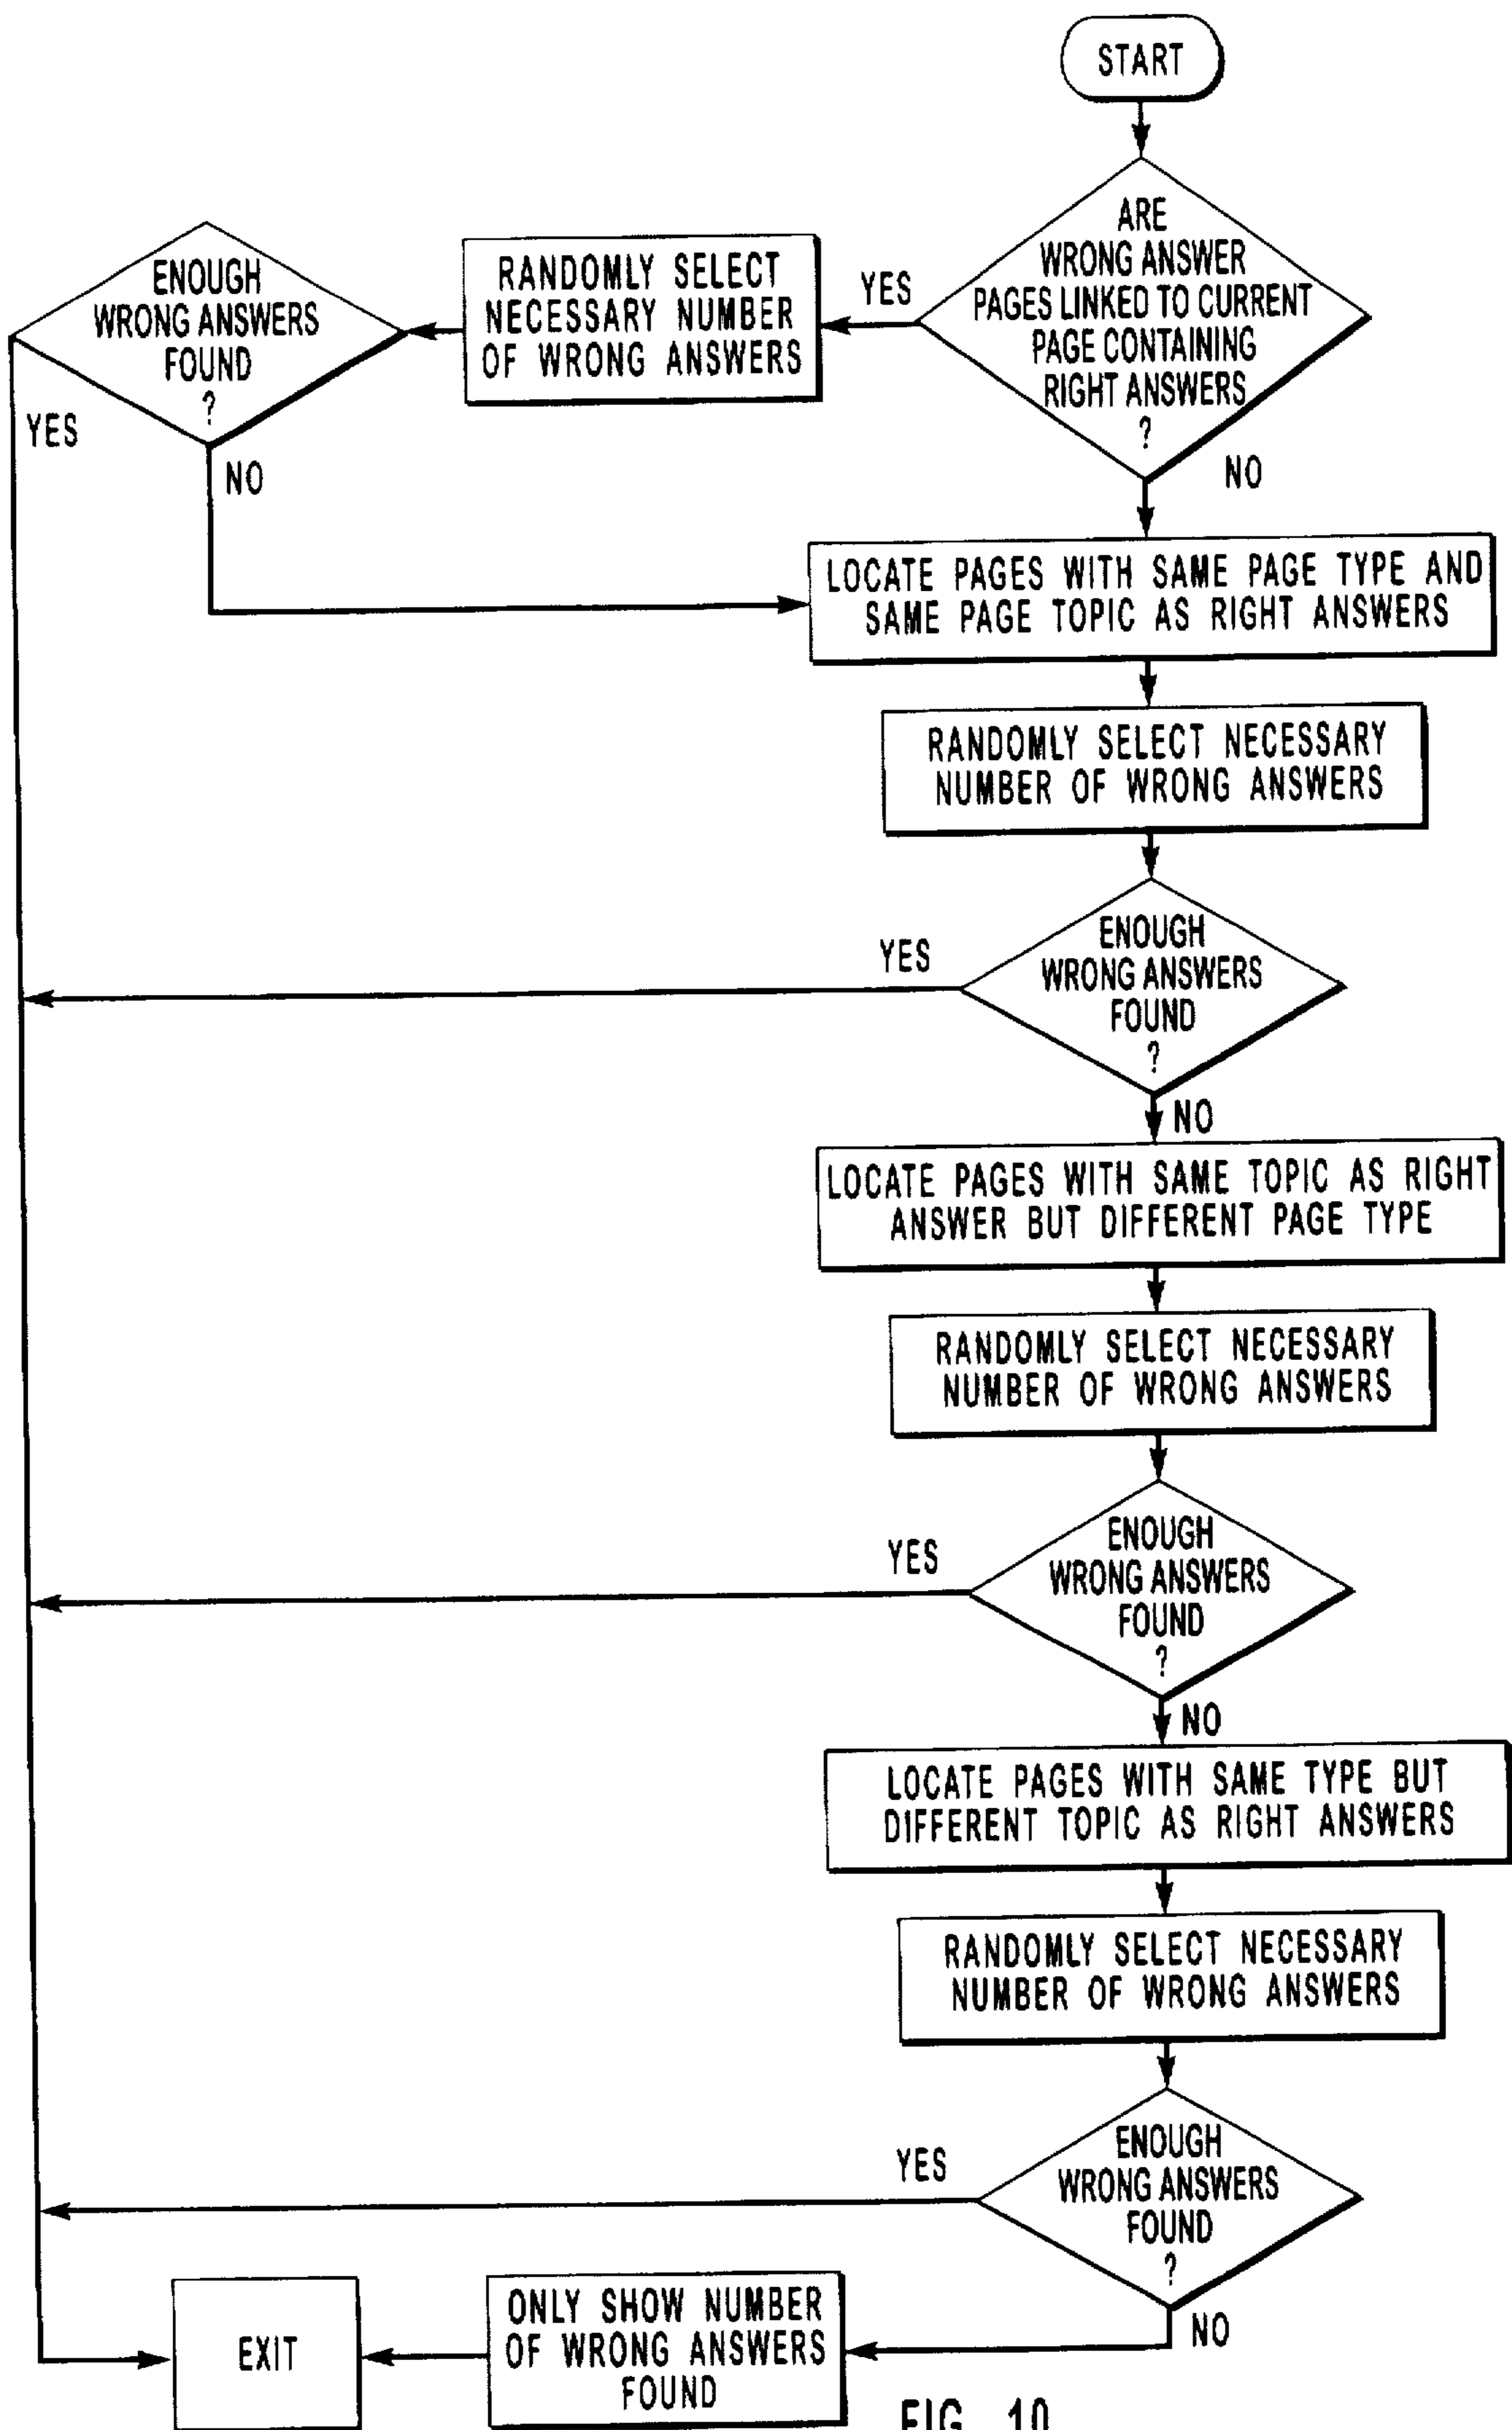 START
ARE
WRONG ANSWER
PAGES LINKED TO CURRENT
PAGE CONTAINING
RIGHT ANSWERS
?
YES
NO
RANDOMLY SELECT
NECESSARY NUMBER
OF WRONG ANSWERS
ENOUGH
WRONG ANSWERS
FOUND
?
YES
NO
LOCATE PAGES WITH SAME PAGE TYPE AND
SAME PAGE TOPIC AS RIGHT ANSWERS
RANDOMLY SELECT NECESSARY
NUMBER OF WRONG ANSWERS
ENOUGH
WRONG ANSWERS
FOUND
?
YES
NO
LOCATE PAGES WITH SAME TOPIC AS RIGHT
ANSWER BUT DIFFERENT PAGE TYPE
RANDOMLY SELECT NECESSARY
NUMBER OF WRONG ANSWERS
ENOUGH
WRONG ANSWERS
FOUND
?
YES
NO
LOCATE PAGES WITH SAME TYPE BUT
DIFFERENT TOPIC AS RIGHT ANSWERS
RANDOMLY SELECT NECESSARY
NUMBER OF WRONG ANSWERS
ENOUGH
WRONG ANSWERS
FOUND
?
YES
NO
ONLY SHOW NUMBER
OF WRONG ANSWERS
FOUND
EXIT
FIG. 10